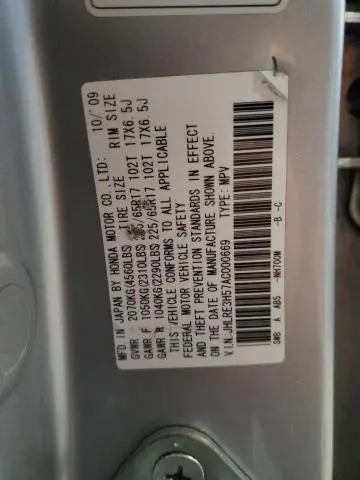 MFD. IN JAPAN BY HONDA MOTOR CO., LTD: 10/'09
GVWR 2070KG(4560LBS) TIRE SIZE RIM SIZE
GAWR F 1050KG(2310LBS) 225/65R17 102T 17X6.5J
GAWR R 1040KG(2290LBS) 225/65R17 102T 17X6.5J
THIS VEHICLE CONFORMS TO ALL APPLICABLE
FEDERAL MOTOR VEHICLE SAFETY
AND THEFT PREVENTION STANDARDS IN EFFECT
ON THE DATE OF MANUFACTURE SHOWN ABOVE.
V.I.N:JHLRE3H57AC000669 TYPE: MPV
SWB A AB5 -NH700M -B -C